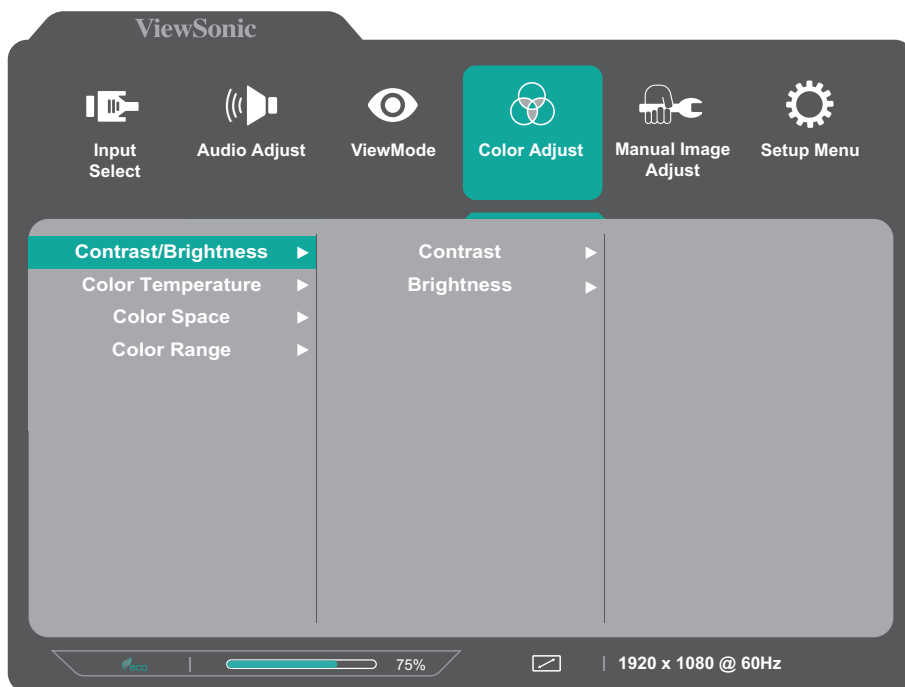 ViewSonic
Input
Select
Audio Adjust
ViewMode
Color Adjust
Manual Image
Adjust
Setup Menu
Contrast/Brightness
Contrast
Color Temperature
Brightness
Color Space
Color Range
eco
75%
1920 x 1080 @ 60Hz